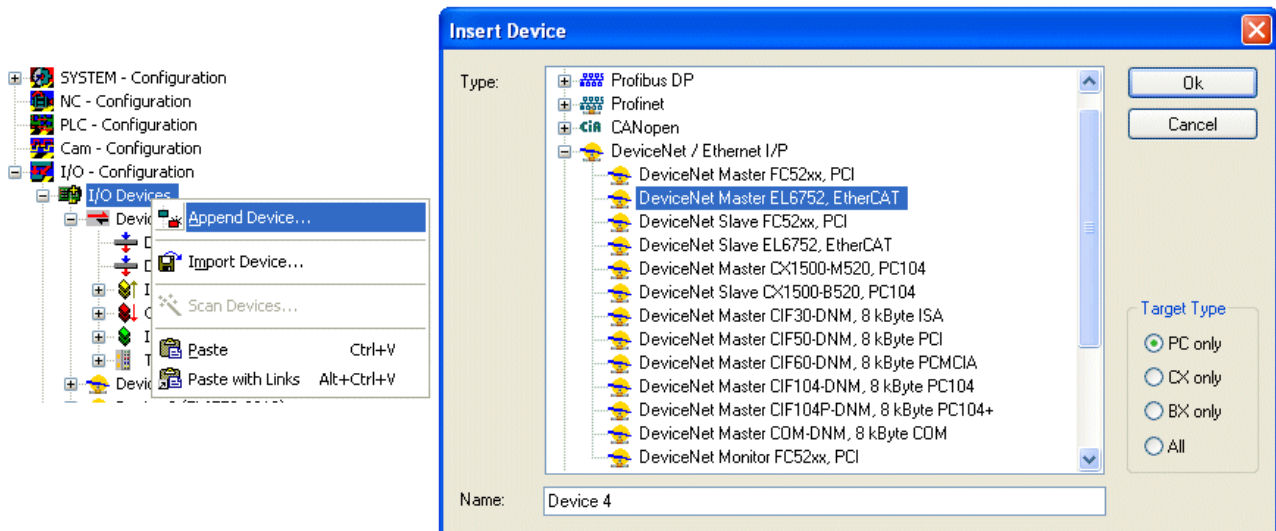 SYSTEM - Configuration
NC - Configuration
PLC - Configuration
Cam - Configuration
I/O - Configuration
I/O Devices
Devic
Append Device...
Import Device...
Scan Devices...
Paste Ctrl+V
Paste with Links Alt+Ctrl+V
Devic
Insert Device
Type:
Profibus DP
Profinet
CiA CANopen
DeviceNet / Ethernet I/P
DeviceNet Master FC52xx, PCI
DeviceNet Master EL6752, EtherCAT
DeviceNet Slave FC52xx, PCI
DeviceNet Slave EL6752, EtherCAT
DeviceNet Master CX1500-M520, PC104
DeviceNet Slave CX1500-B520, PC104
DeviceNet Master CIF30-DNM, 8 kByte ISA
DeviceNet Master CIF50-DNM, 8 kByte PCI
DeviceNet Master CIF60-DNM, 8 kByte PCMCIA
DeviceNet Master CIF104-DNM, 8 kByte PC104
DeviceNet Master CIF104P-DNM, 8 kByte PC104+
DeviceNet Master COM-DNM, 8 kByte COM
DeviceNet Monitor FC52xx, PCI
Name: Device 4
Ok
Cancel
Target Type
PC only
CX only
BX only
All